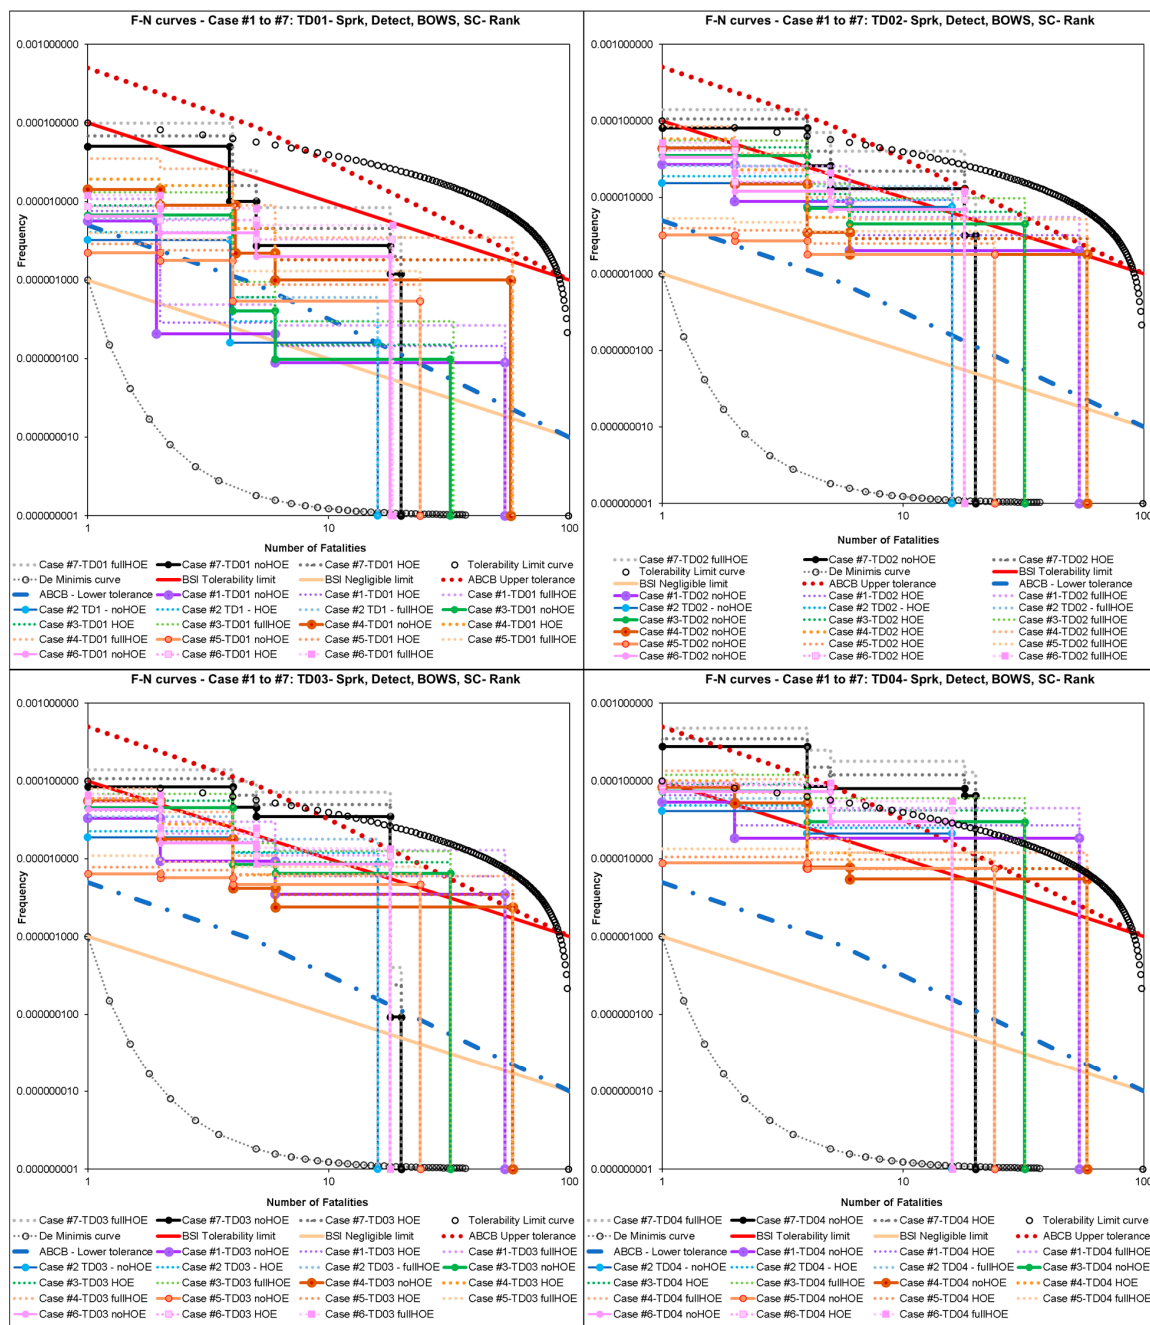 F-N curves - Case #1 to #7: TD01- Sprk, Detect, BOWS, SC- Rank
Frequency
0.001000000
0.000100000
0.000010000
0.000001000
0.000000100
0.000000010
0.000000001
1 10 100
Number of Fatalities
Case #7-TD01 fullHOE Case #7-TD01 noHOE Case #7-TD01 HOE Tolerability Limit curve
De Minimis curve BSI Tolerability limit BSI Negligible limit ABCB Upper tolerance
ABCB - Lower tolerance Case #1-TD01 noHOE Case #1-TD01 HOE Case #1-TD01 fullHOE
Case #2 TD1 - noHOE Case #2 TD1 - HOE Case #2 TD1 - fullHOE Case #3-TD01 noHOE
Case #3-TD01 HOE Case #3-TD01 fullHOE Case #4-TD01 noHOE Case #4-TD01 HOE
Case #4-TD01 fullHOE Case #5-TD01 noHOE Case #5-TD01 HOE Case #5-TD01 fullHOE
Case #6-TD01 noHOE Case #6-TD01 HOE Case #6-TD01 fullHOE
F-N curves - Case #1 to #7: TD02- Sprk, Detect, BOWS, SC- Rank
Frequency
0.001000000
0.000100000
0.000010000
0.000001000
0.000000100
0.000000010
0.000000001
1 10 100
Number of Fatalities
Case #7-TD02 fullHOE Case #7-TD02 noHOE Case #7-TD02 HOE
Tolerability Limit curve De Minimis curve BSI Tolerability limit
BSI Negligible limit ABCB Upper tolerance ABCB - Lower tolerance
Case #1-TD02 noHOE Case #1-TD02 HOE Case #1-TD02 fullHOE
Case #2 TD02 - noHOE Case #2 TD02 - HOE Case #2 TD02 - fullHOE
Case #3-TD02 noHOE Case #3-TD02 HOE Case #3-TD02 fullHOE
Case #4-TD02 noHOE Case #4-TD02 HOE Case #4-TD02 fullHOE
Case #5-TD02 noHOE Case #5-TD02 HOE Case #5-TD02 fullHOE
Case #6-TD02 noHOE Case #6-TD02 HOE Case #6-TD02 fullHOE
F-N curves - Case #1 to #7: TD03- Sprk, Detect, BOWS, SC- Rank
Frequency
0.001000000
0.000100000
0.000010000
0.000001000
0.000000100
0.000000010
0.000000001
1 10 100
Number of Fatalities
Case #7-TD03 fullHOE Case #7-TD03 noHOE Case #7-TD03 HOE Tolerability Limit curve
De Minimis curve BSI Tolerability limit BSI Negligible limit ABCB Upper tolerance
ABCB - Lower tolerance Case #1-TD03 noHOE Case #1-TD03 HOE Case #1-TD03 fullHOE
Case #2 TD03 - noHOE Case #2 TD03 - HOE Case #2 TD03 - fullHOE Case #3-TD03 noHOE
Case #3-TD03 HOE Case #3-TD03 fullHOE Case #4-TD03 noHOE Case #4-TD03 HOE
Case #4-TD03 fullHOE Case #5-TD03 noHOE Case #5-TD03 HOE Case #5-TD03 fullHOE
Case #6-TD03 noHOE Case #6-TD03 HOE Case #6-TD03 fullHOE
F-N curves - Case #1 to #7: TD04- Sprk, Detect, BOWS, SC- Rank
Frequency
0.001000000
0.000100000
0.000010000
0.000001000
0.000000100
0.000000010
0.000000001
1 10 100
Number of Fatalities
Case #7-TD04 fullHOE Case #7-TD04 noHOE Case #7-TD04 HOE Tolerability Limit curve
De Minimis curve BSI Tolerability limit BSI Negligible limit ABCB Upper tolerance
ABCB - Lower tolerance Case #1-TD04 noHOE Case #1-TD04 HOE Case #1-TD04 fullHOE
Case #2 TD04 - noHOE Case #2 TD04 - HOE Case #2 TD04 - fullHOE Case #3-TD04 noHOE
Case #3-TD04 HOE Case #3-TD04 fullHOE Case #4-TD04 noHOE Case #4-TD04 HOE
Case #4-TD04 fullHOE Case #5-TD04 noHOE Case #5-TD04 HOE Case #5-TD04 fullHOE
Case #6-TD04 noHOE Case #6-TD04 HOE Case #6-TD04 fullHOE